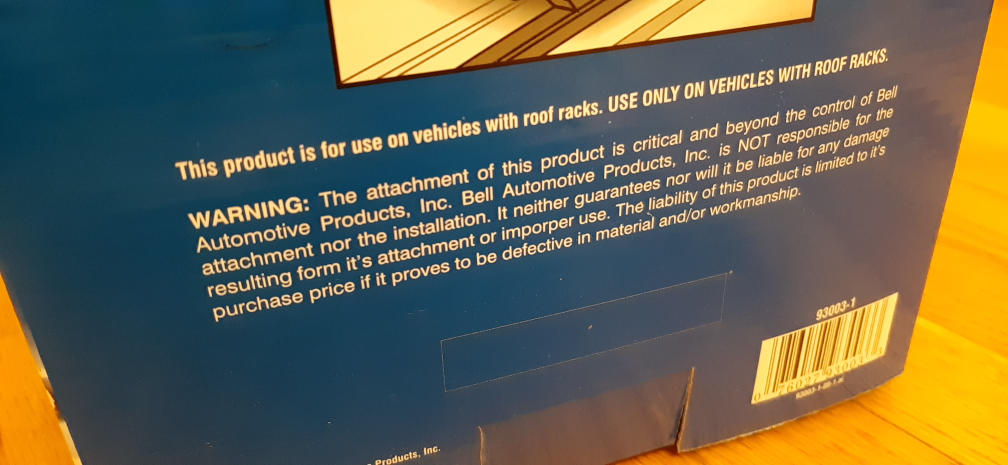 This product is for use on vehicles with roof racks. USE ONLY ON VEHICLES WITH ROOF RACKS.
WARNING: The attachment of this product is critical and beyond the control of Bell
Automotive Products, Inc. Bell Automotive Products, Inc. is NOT responsible for the
attachment nor the installation. It neither guarantees nor will it be liable for any damage
resulting form it's attachment or imporper use. The liability of this product is limited to it's
purchase price if it proves to be defective in material and/or workmanship.
93003-1
Products, Inc.